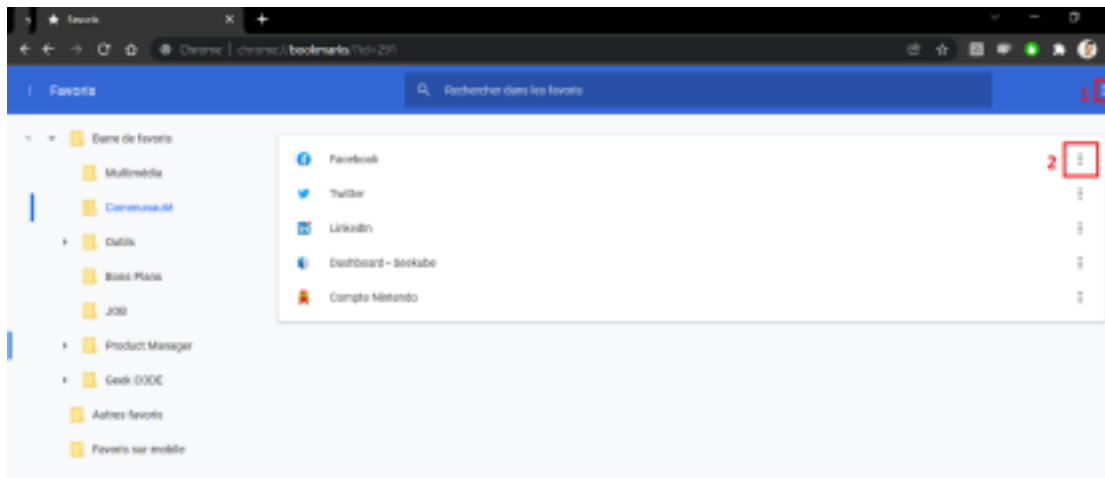 Favoris
Chrome | chrome://bookmarks/?id=291
Favoris
Rechercher dans les favoris
1
Barre de favoris
Multimédia
Communauté
Outils
Bons Plans
JOB
Product Manager
Geek CODE
Autres favoris
Favoris sur mobile
Facebook
2
Twitter
LinkedIn
Dashboard - Seekube
Compte Nintendo